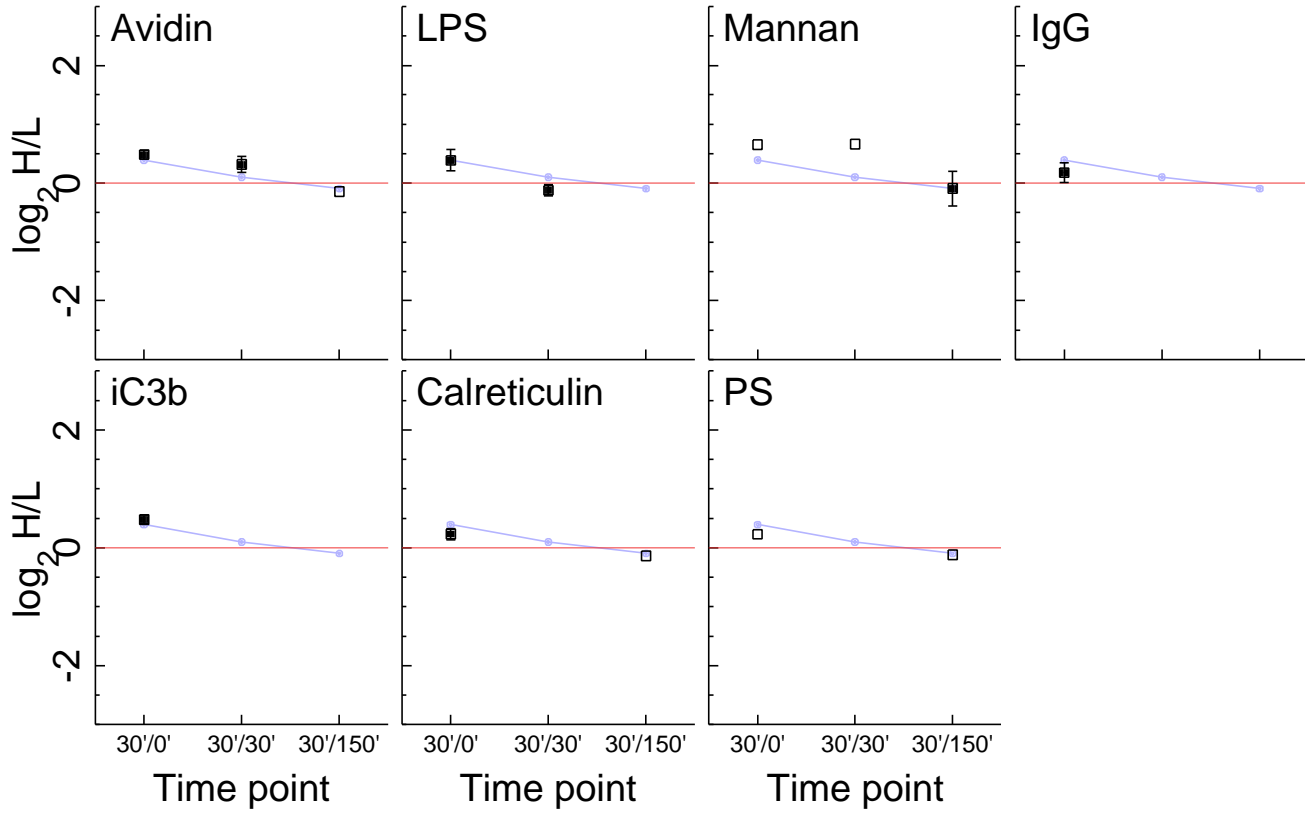 Avidin LPS Mannan IgG
2
0
-2
log2 H/L
iC3b Calreticulin PS
2
0
-2
log2 H/L
30'/0' 30'/30' 30'/150' 30'/0' 30'/30' 30'/150' 30'/0' 30'/30' 30'/150'
Time point Time point Time point